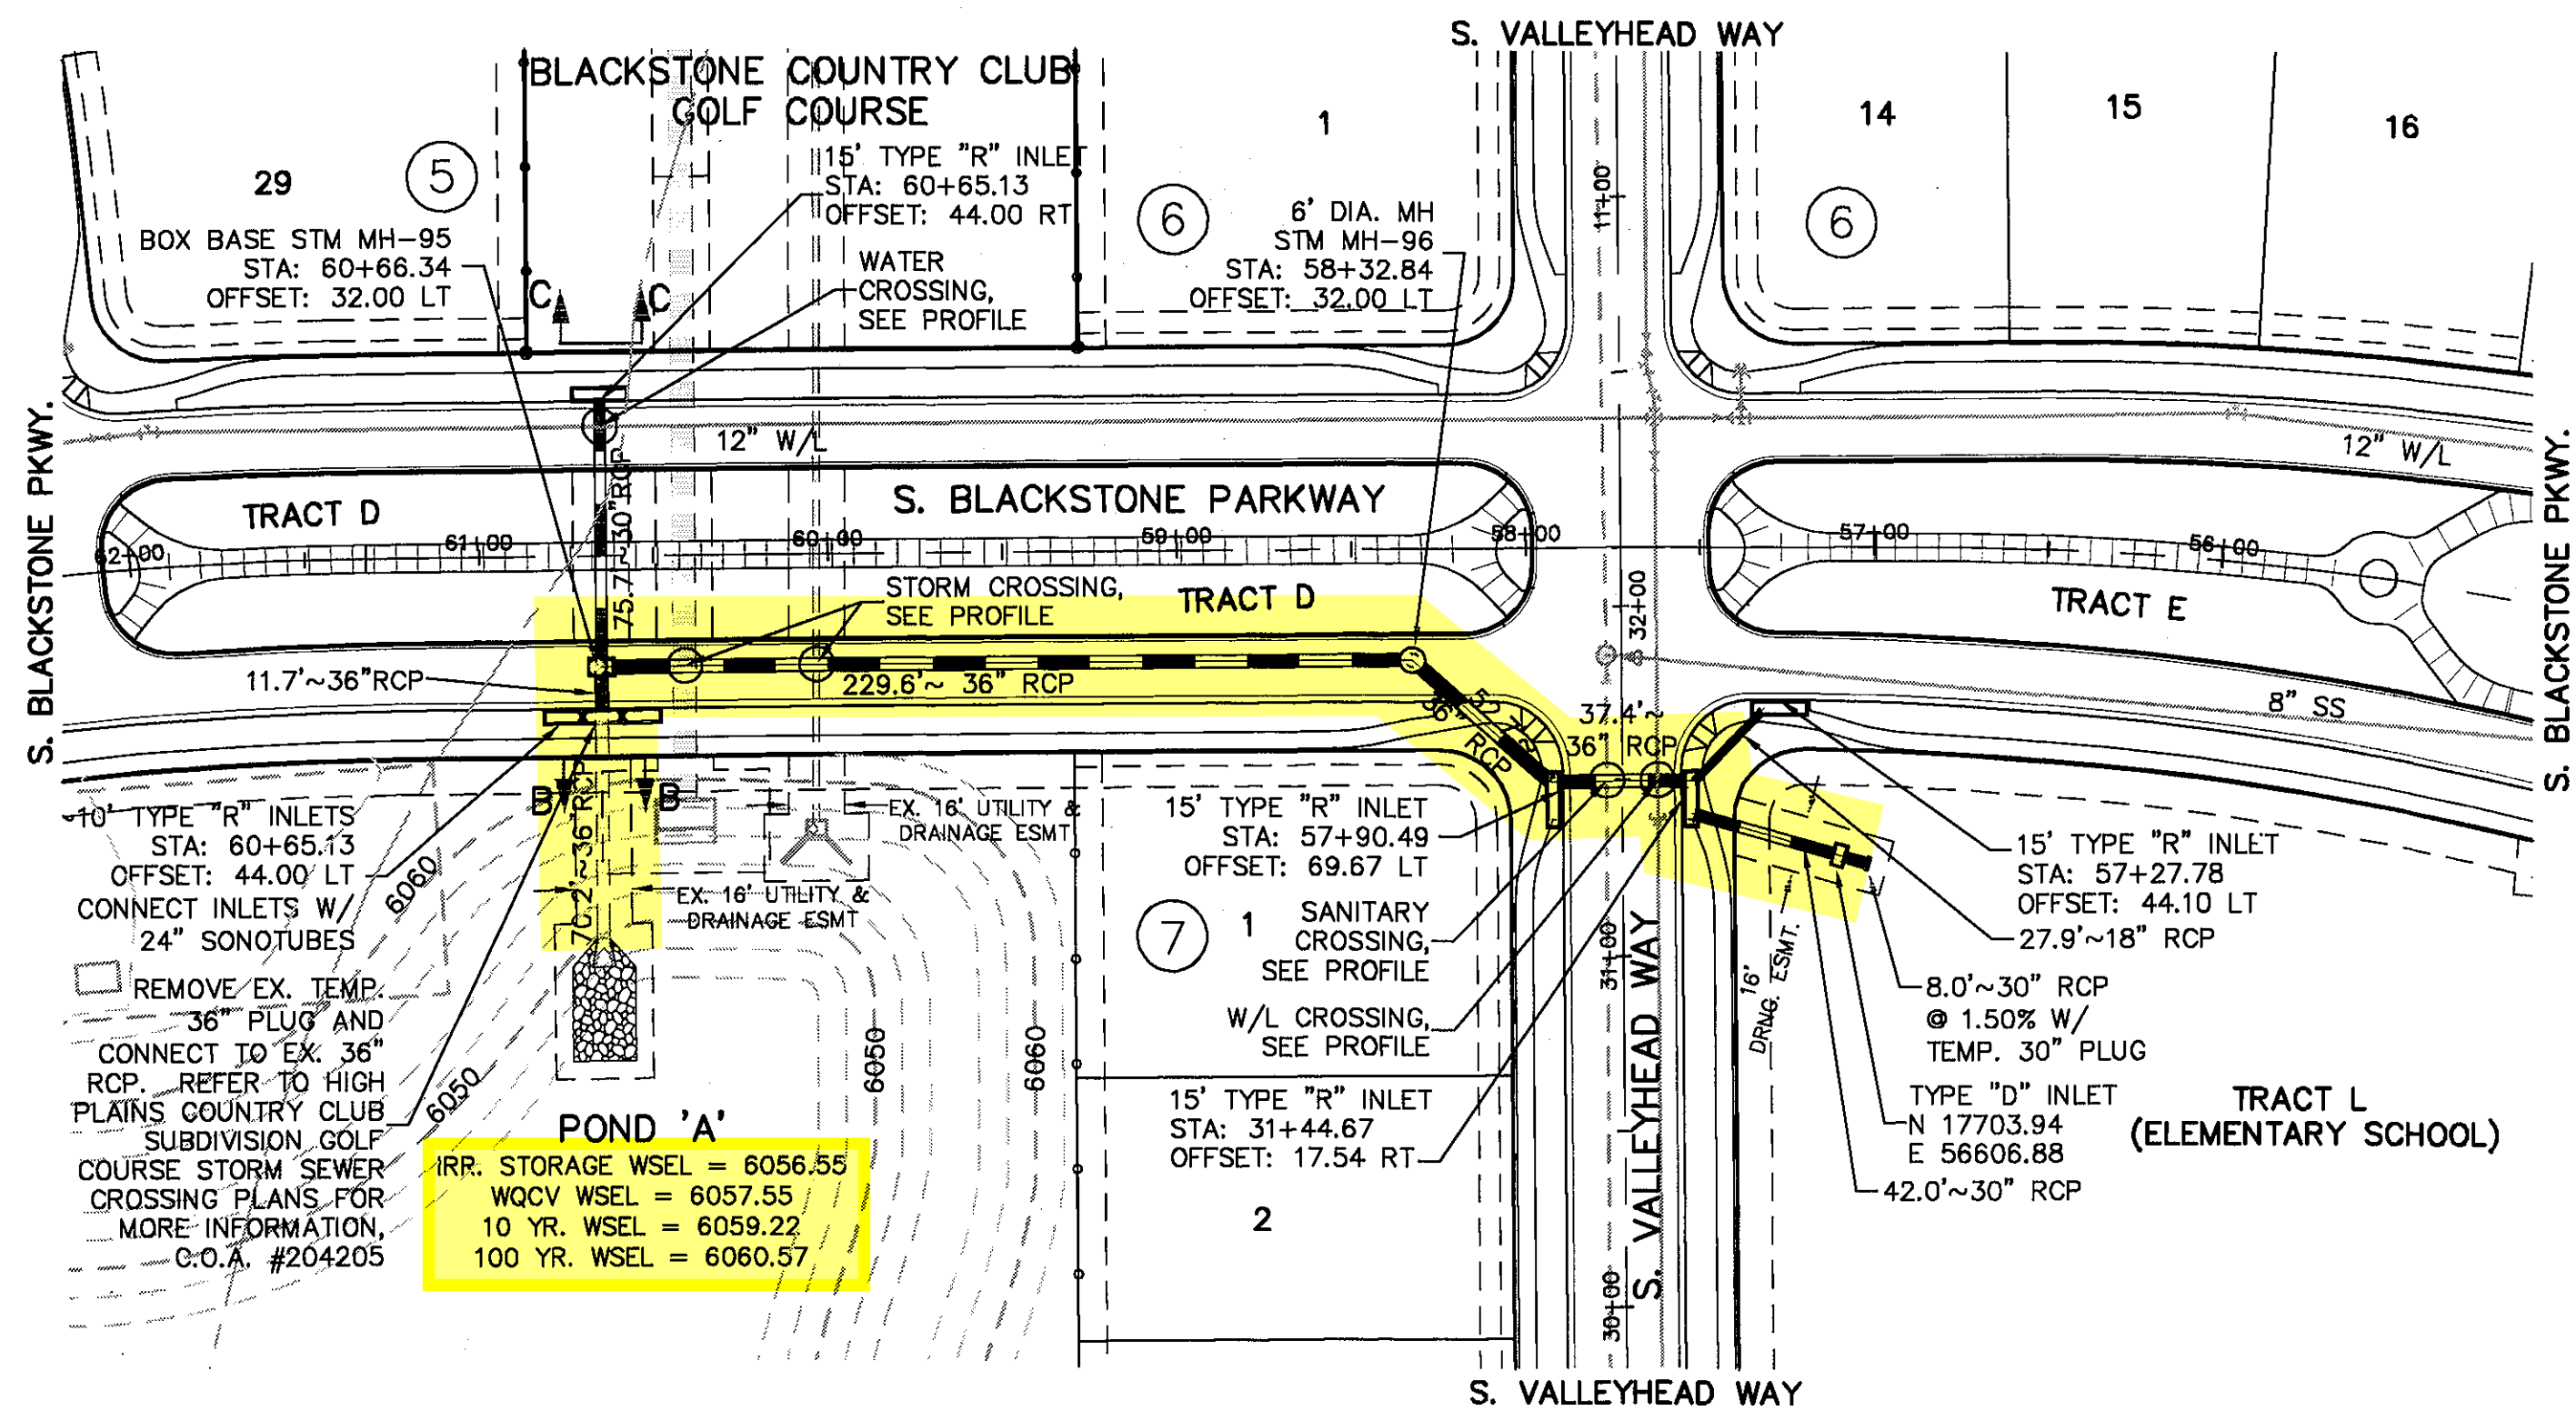 S. VALLEYHEAD WAY
BLACKSTONE COUNTRY CLUB
GOLF COURSE
29
5
15' TYPE "R" INLET
STA: 60+65.13
OFFSET: 44.00 RT
1
6
14
15
16
6
11+00
BOX BASE STM MH-95
STA: 60+66.34
OFFSET: 32.00 LT
C
C
WATER
CROSSING,
SEE PROFILE
6' DIA. MH
STM MH-96
STA: 58+32.84
OFFSET: 32.00 LT
S. BLACKSTONE PKWY.
12" W/L
12" W/L
S. BLACKSTONE PKWY.
75.7'~30"RCP
TRACT D
S. BLACKSTONE PARKWAY
62+00
61+00
60+00
59+00
58+00
57+00
56+00
STORM CROSSING,
SEE PROFILE
TRACT D
32+00
TRACT E
11.7'~36"RCP
229.6'~ 36" RCP
36" RCP
37.4'~
36" RCP
8" SS
B
B
70.2'~36"RCP
10' TYPE "R" INLETS
STA: 60+65.13
OFFSET: 44.00 LT
CONNECT INLETS W/
24" SONOTUBES
6060
EX. 16' UTILITY &
DRAINAGE ESMT
EX. 16' UTILITY &
DRAINAGE ESMT
15' TYPE "R" INLET
STA: 57+90.49
OFFSET: 69.67 LT
7
1
SANITARY
CROSSING,
SEE PROFILE
W/L CROSSING,
SEE PROFILE
15' TYPE "R" INLET
STA: 31+44.67
OFFSET: 17.54 RT
2
31+00
30+00
S. VALLEYHEAD WAY
16'
DRNG. ESMT.
15' TYPE "R" INLET
STA: 57+27.78
OFFSET: 44.10 LT
27.9'~18" RCP
8.0'~30" RCP
@ 1.50% W/
TEMP. 30" PLUG
TYPE "D" INLET
N 17703.94
E 56606.88
42.0'~30" RCP
TRACT L
(ELEMENTARY SCHOOL)
REMOVE EX. TEMP.
36" PLUG AND
CONNECT TO EX. 36"
RCP. REFER TO HIGH
PLAINS COUNTRY CLUB
SUBDIVISION GOLF
COURSE STORM SEWER
CROSSING PLANS FOR
MORE INFORMATION,
C.O.A. #204205
6050
6050
6060
POND 'A'
IRR. STORAGE WSEL = 6056.55
WQCV WSEL = 6057.55
10 YR. WSEL = 6059.22
100 YR. WSEL = 6060.57
S. VALLEYHEAD WAY